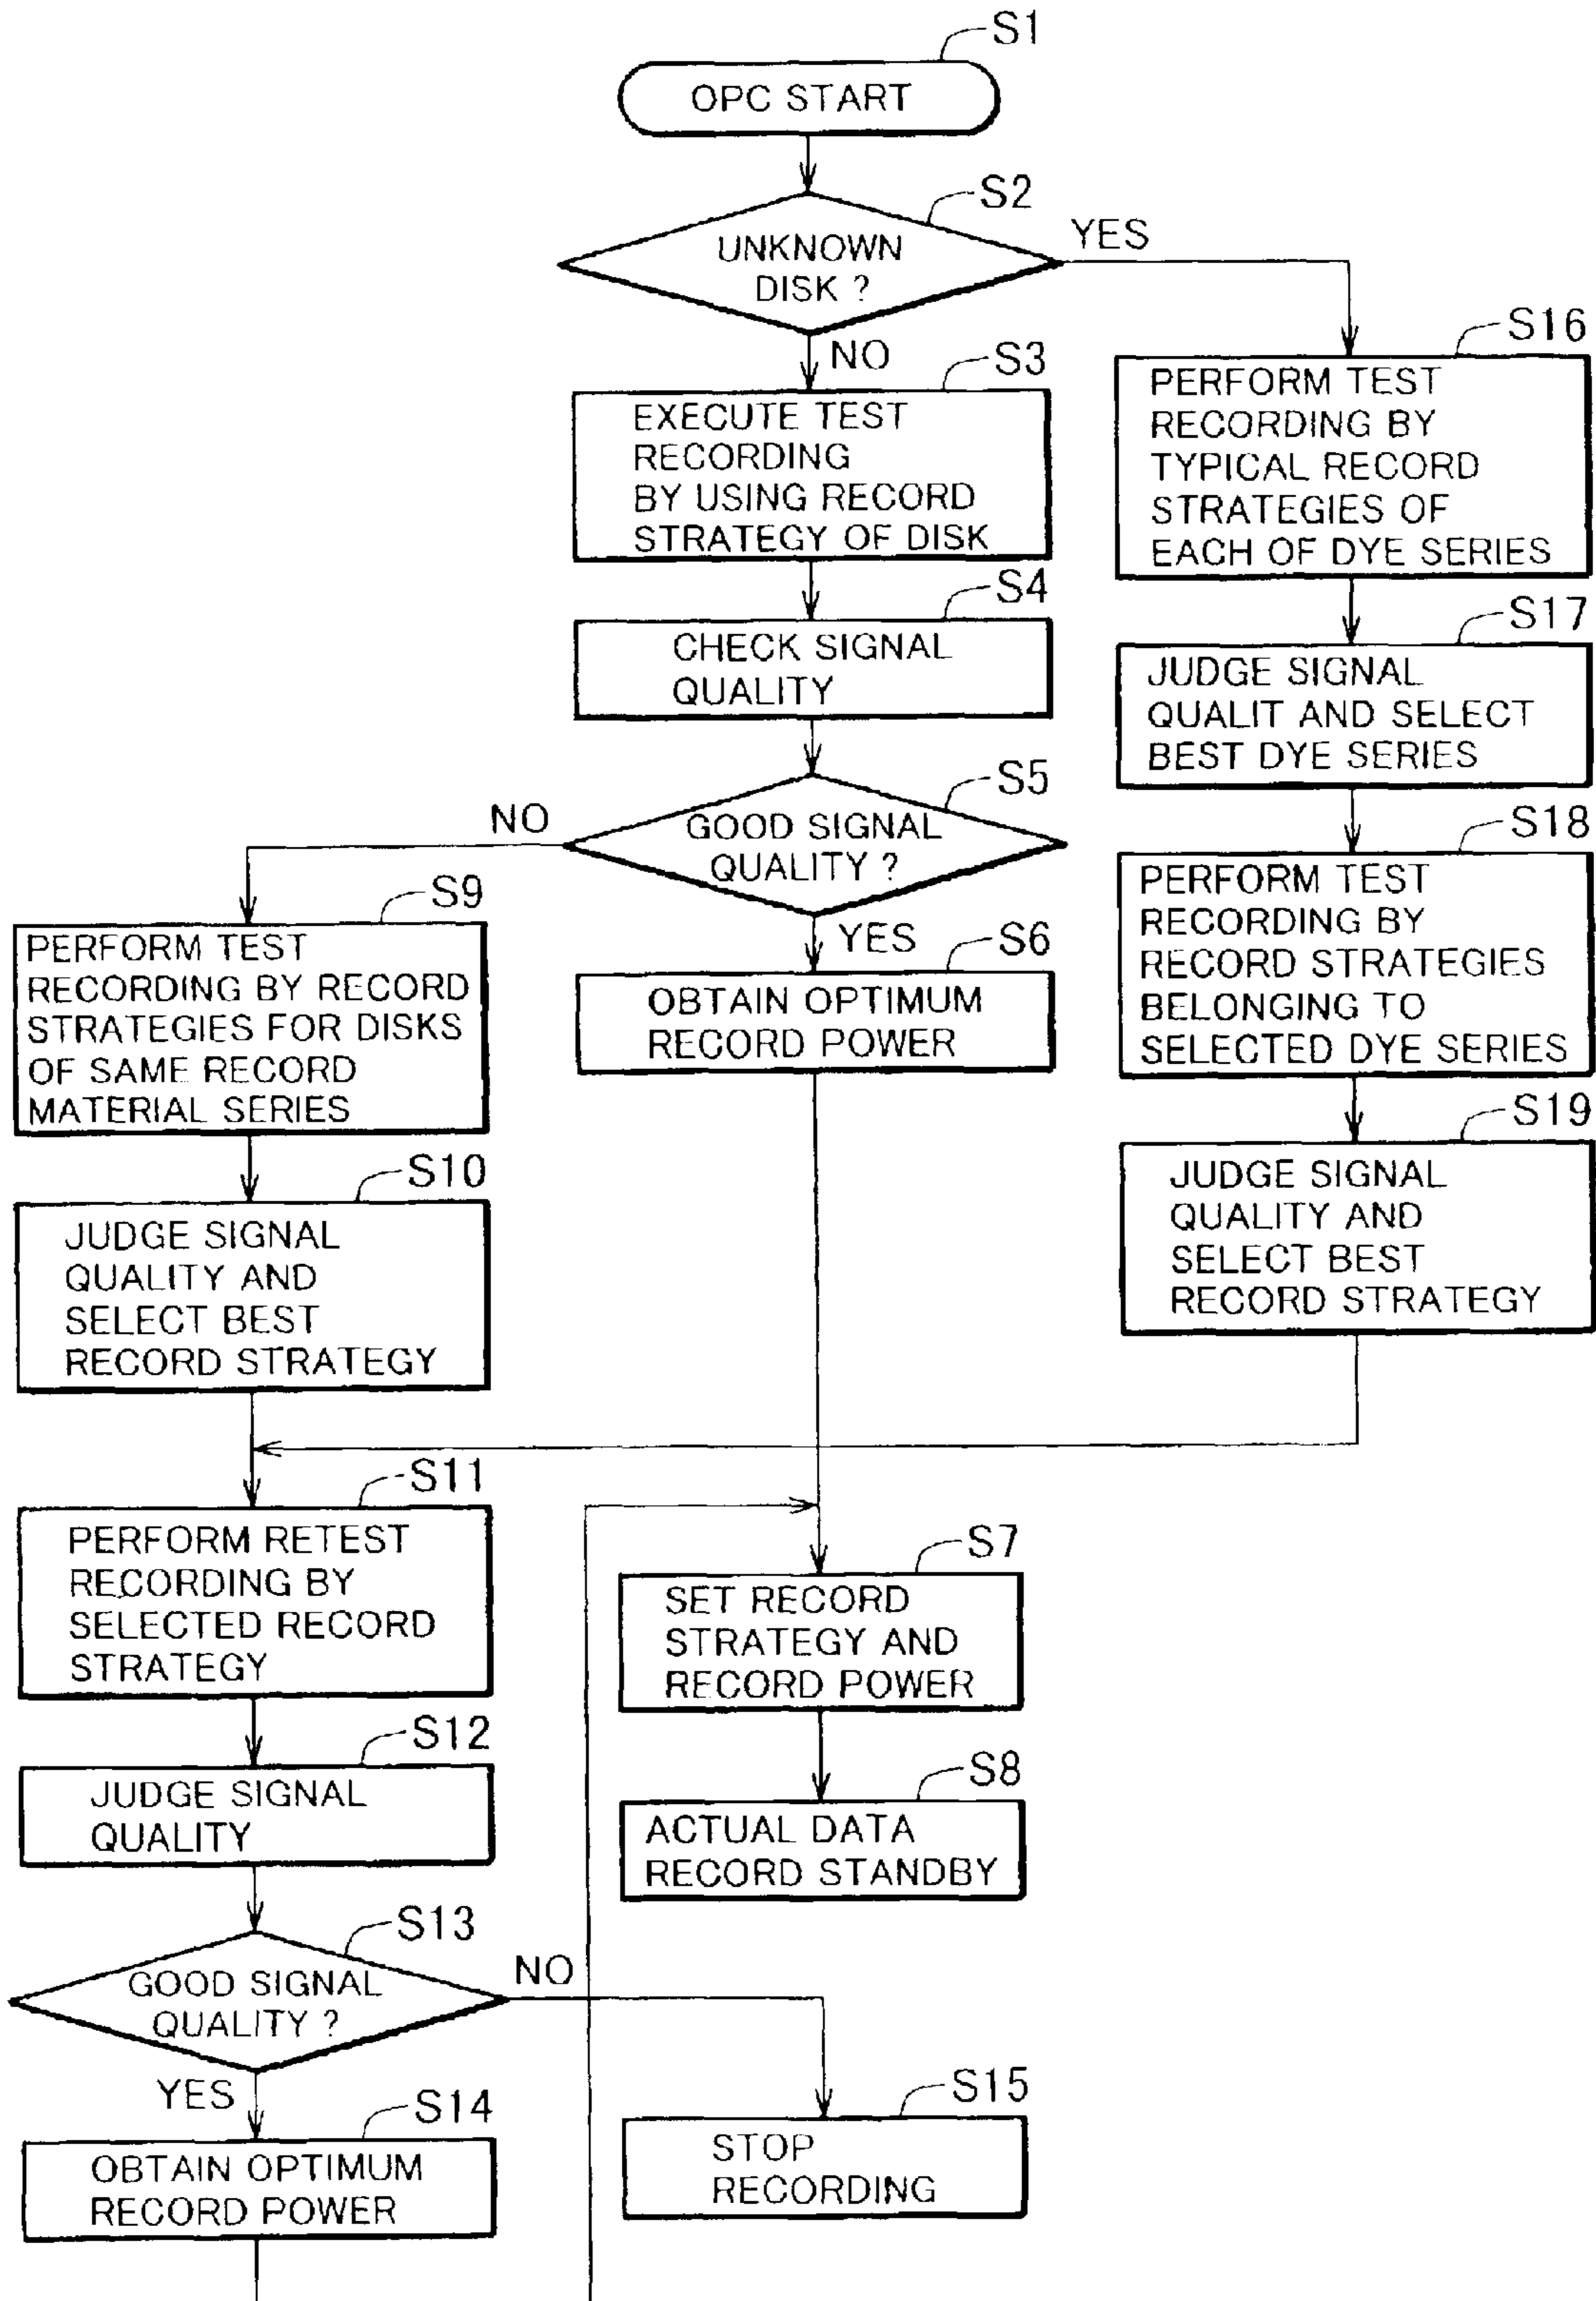 S1
OPC START
S2
UNKNOWN
DISK ?
YES
NO
S3
EXECUTE TEST
RECORDING
BY USING RECORD
STRATEGY OF DISK
S4
CHECK SIGNAL
QUALITY
S5
GOOD SIGNAL
QUALITY ?
NO
YES
S6
OBTAIN OPTIMUM
RECORD POWER
S7
SET RECORD
STRATEGY AND
RECORD POWER
S8
ACTUAL DATA
RECORD STANDBY
S9
PERFORM TEST
RECORDING BY RECORD
STRATEGIES FOR DISKS
OF SAME RECORD
MATERIAL SERIES
S10
JUDGE SIGNAL
QUALITY AND
SELECT BEST
RECORD STRATEGY
S11
PERFORM RETEST
RECORDING BY
SELECTED RECORD
STRATEGY
S12
JUDGE SIGNAL
QUALITY
S13
GOOD SIGNAL
QUALITY ?
NO
YES
S14
OBTAIN OPTIMUM
RECORD POWER
S15
STOP
RECORDING
S16
PERFORM TEST
RECORDING BY
TYPICAL RECORD
STRATEGIES OF
EACH OF DYE SERIES
S17
JUDGE SIGNAL
QUALIT AND SELECT
BEST DYE SERIES
S18
PERFORM TEST
RECORDING BY
RECORD STRATEGIES
BELONGING TO
SELECTED DYE SERIES
S19
JUDGE SIGNAL
QUALITY AND
SELECT BEST
RECORD STRATEGY